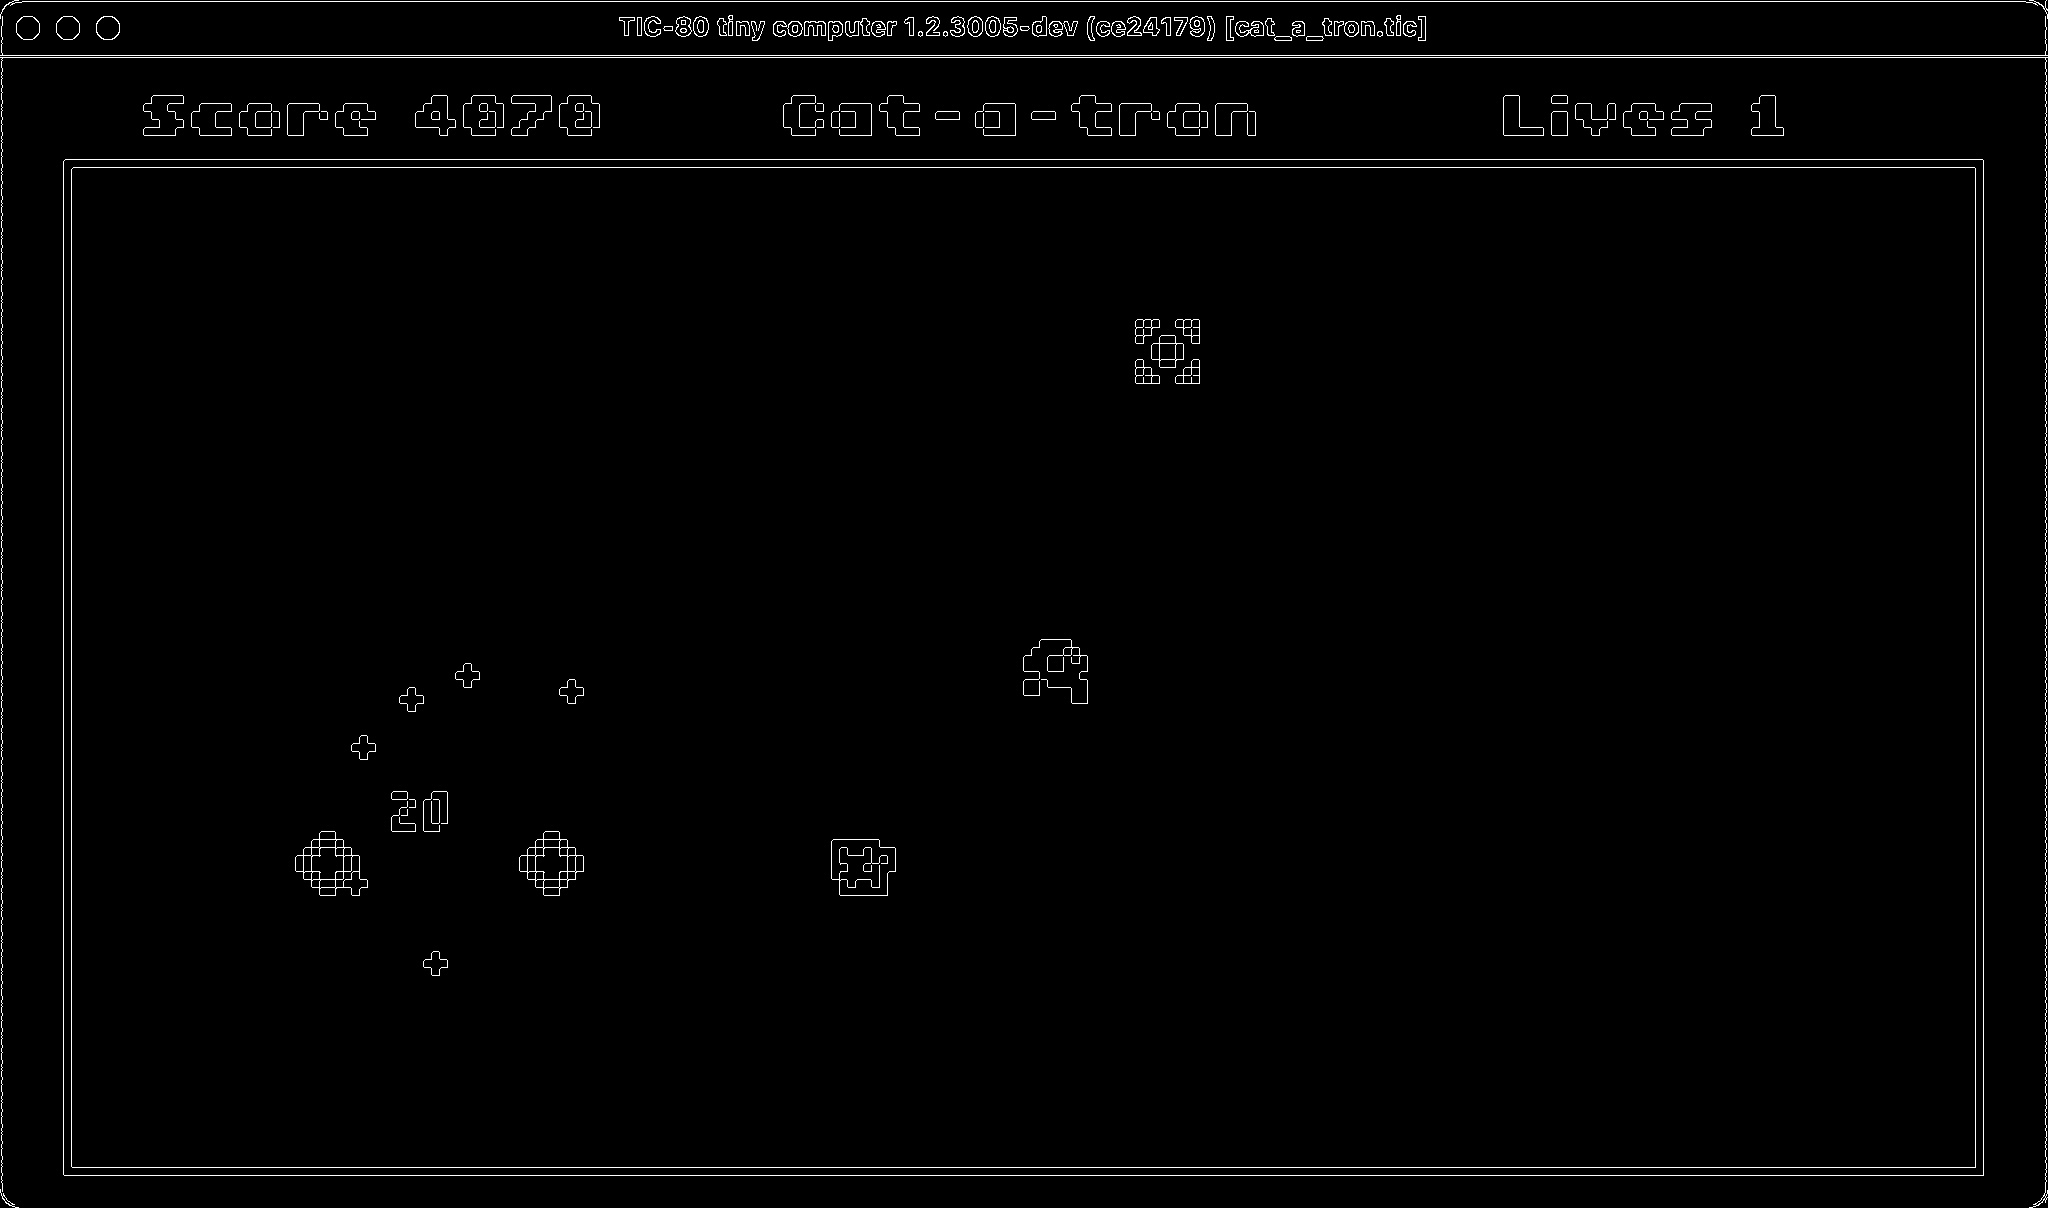 TIC-80 tiny computer 1.2.3005-dev (ce24179) [cat_a_tron.tic]
Score 4070 Cat-a-tron Lives 1
20